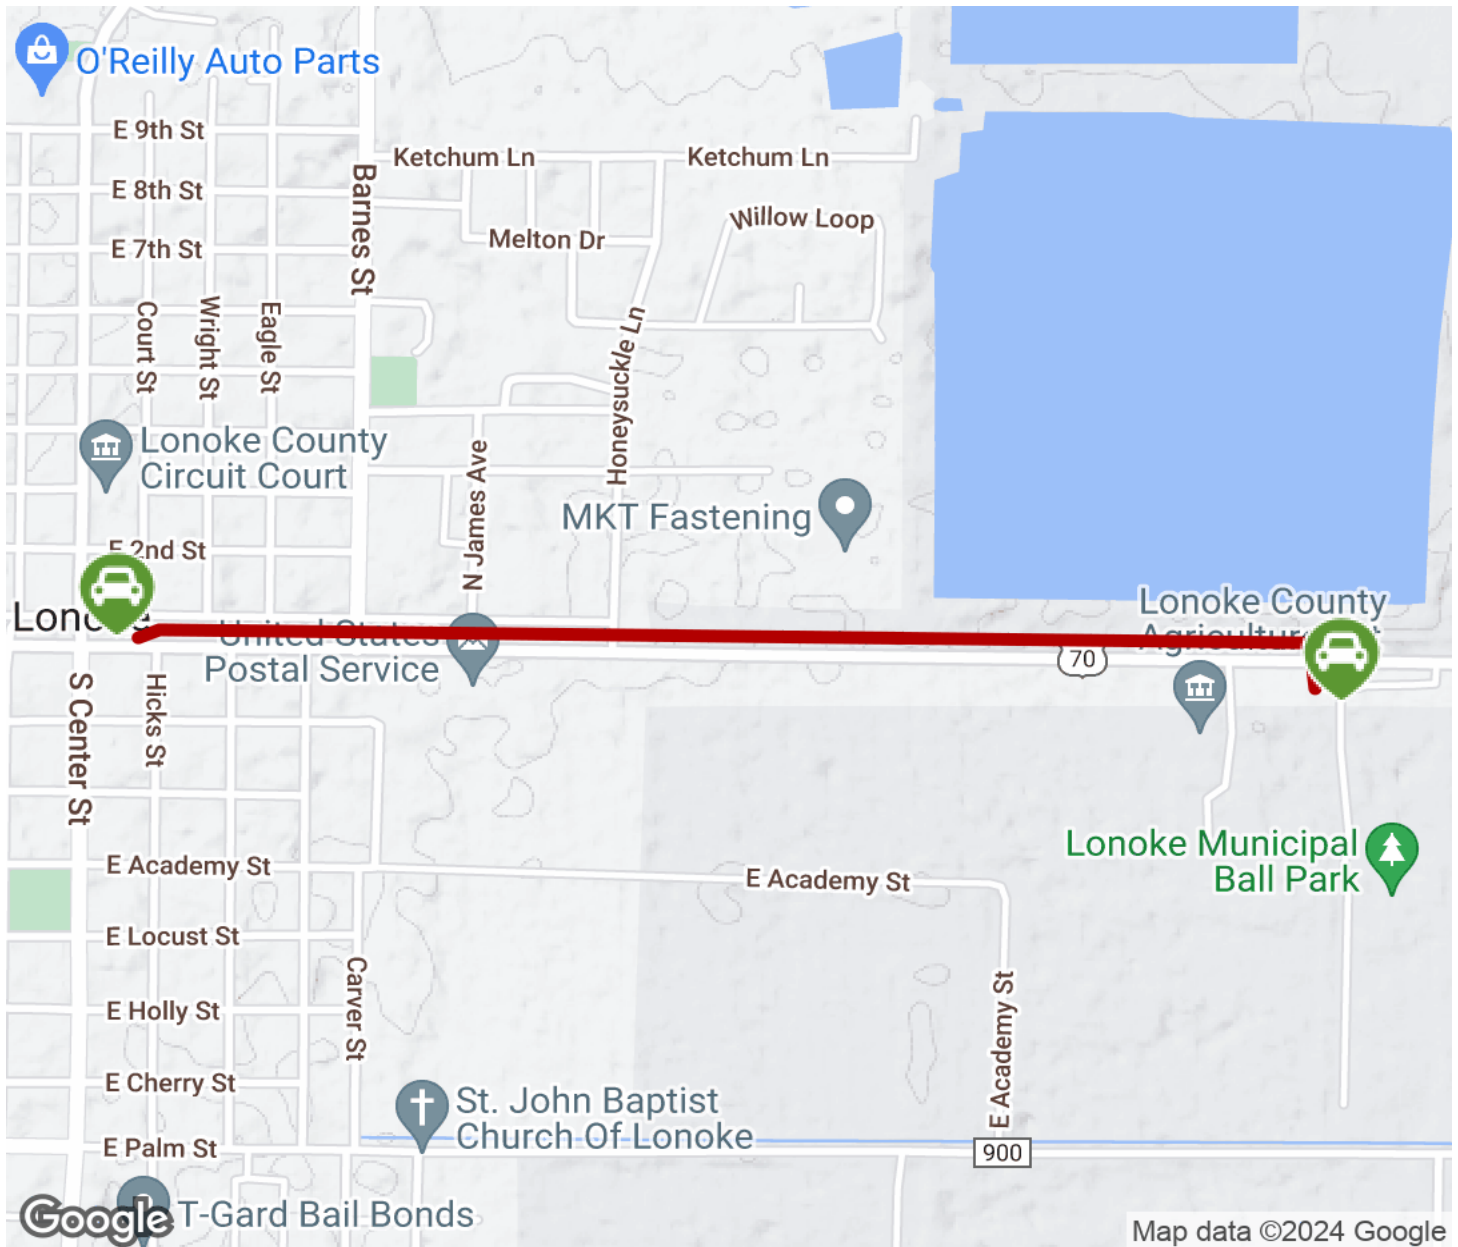 O'Reilly Auto Parts
E 9th St
Ketchum Ln
Ketchum Ln
E 8th St
Barnes St
Willow Loop
E 7th St
Melton Dr
Court St
Wright St
Eagle St
Honeysuckle Ln
Lonoke County
Circuit Court
N James Ave
MKT Fastening
E 2nd St
Lonoke County
United States
Postal Service
70
S Center St
Hicks St
Lonoke Municipal
Ball Park
E Academy St
E Academy St
E Locust St
Carver St
E Academy St
E Holly St
E Cherry St
St. John Baptist
Church Of Lonoke
E Palm St
900
T-Gard Bail Bonds
Google
Map data ©2024 Google